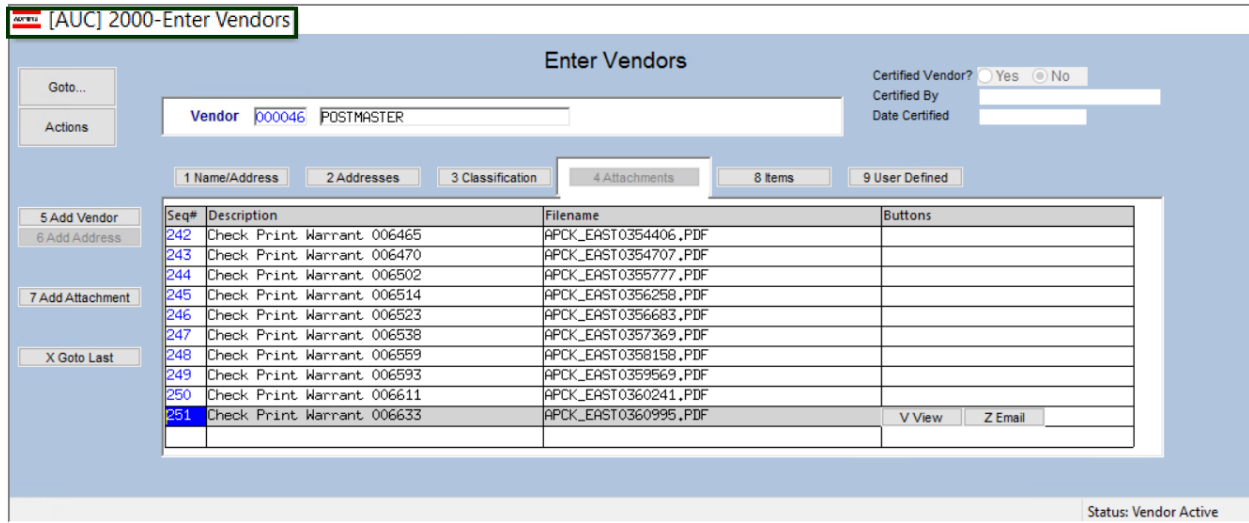 ADMINS [AUC] 2000-Enter Vendors
Enter Vendors
Goto...
Actions
Vendor 000046 POSTMASTER
Certified Vendor? Yes No
Certified By
Date Certified
1 Name/Address 2 Addresses 3 Classification 4 Attachments 8 Items 9 User Defined
5 Add Vendor
6 Add Address
7 Add Attachment
X Goto Last
Seq# Description Filename Buttons
242 Check Print Warrant 006465 APCK_EAST0354406.PDF
243 Check Print Warrant 006470 APCK_EAST0354707.PDF
244 Check Print Warrant 006502 APCK_EAST0355777.PDF
245 Check Print Warrant 006514 APCK_EAST0356258.PDF
246 Check Print Warrant 006523 APCK_EAST0356683.PDF
247 Check Print Warrant 006538 APCK_EAST0357369.PDF
248 Check Print Warrant 006559 APCK_EAST0358158.PDF
249 Check Print Warrant 006593 APCK_EAST0359569.PDF
250 Check Print Warrant 006611 APCK_EAST0360241.PDF
251 Check Print Warrant 006633 APCK_EAST0360995.PDF V View Z Email
Status: Vendor Active